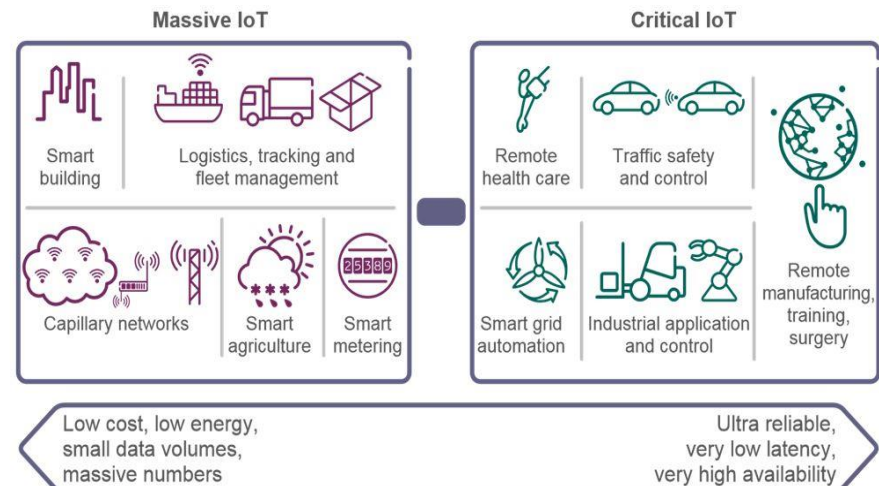 Massive IoT
Critical IoT
Smart
building
Logistics, tracking and
fleet management
Capillary networks
25389
Smart
agriculture
Smart
metering
Remote
health care
Traffic safety
and control
Smart grid
automation
Industrial application
and control
Remote
manufacturing,
training,
surgery
Low cost, low energy,
small data volumes,
massive numbers
Ultra reliable,
very low latency,
very high availability